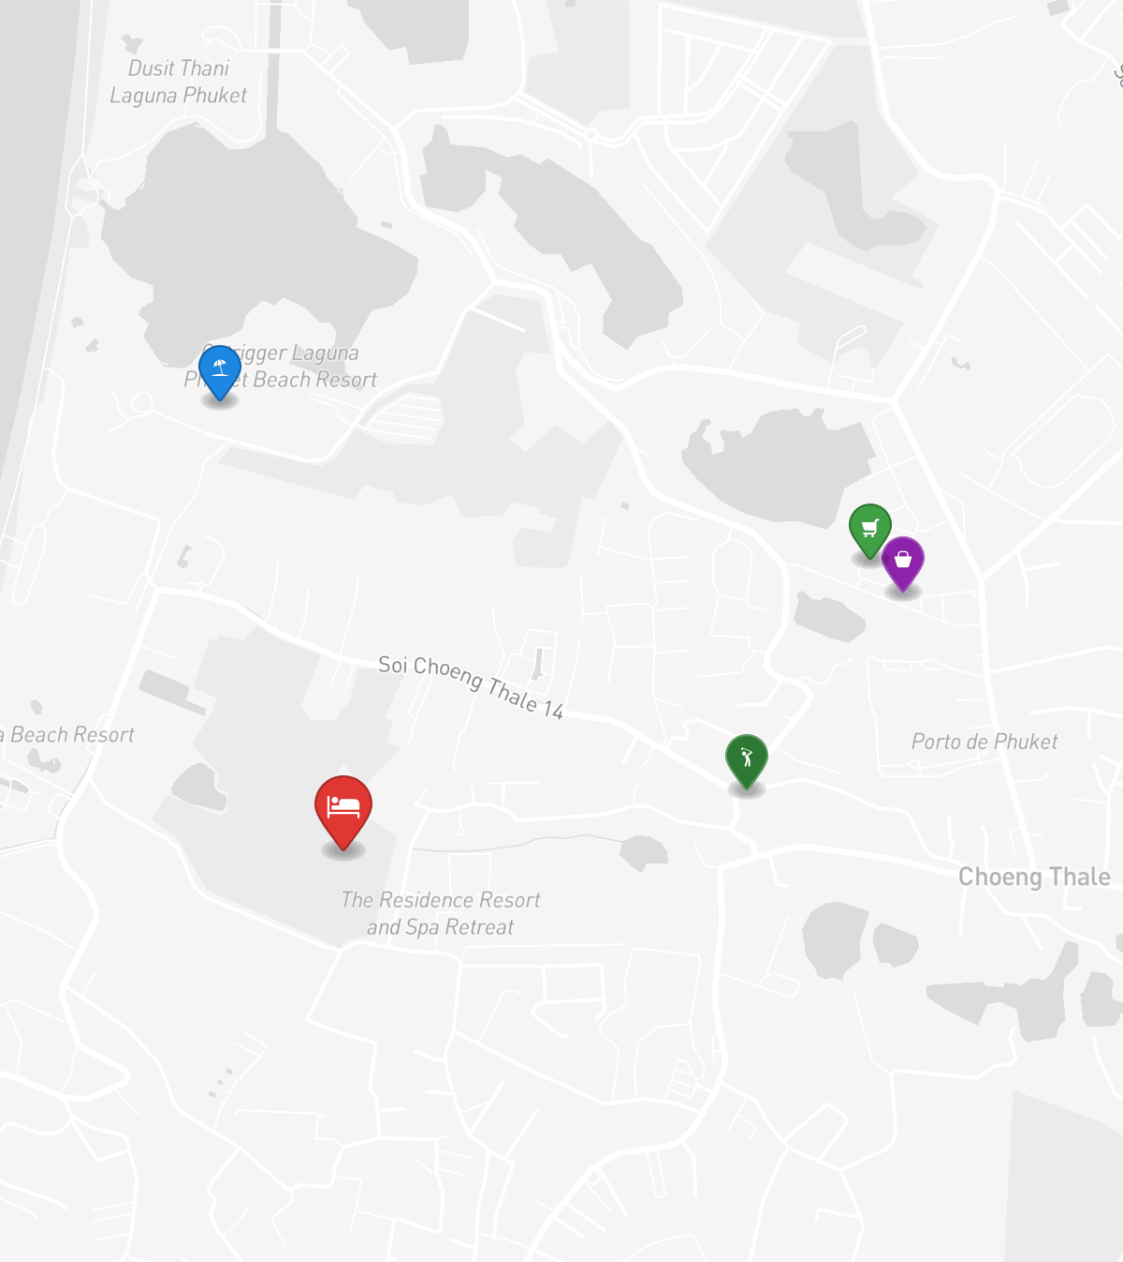 Dusit Thani
Laguna Phuket
Laguna
Beach Resort
Soi Choeng Thale 14
Beach Resort
Porto de Phuket
Choeng Thale
The Residence Resort
and Spa Retreat